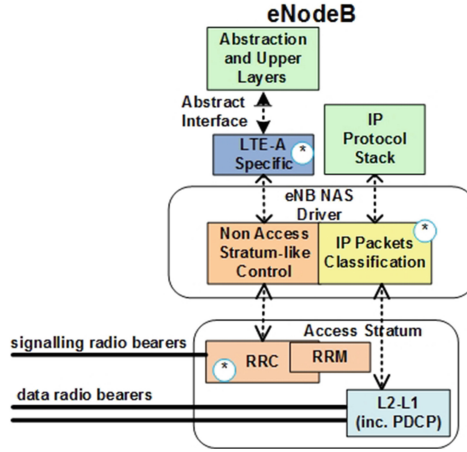 eNodeB
Abstraction
and Upper
Layers
Abstract
Interface
IP
Protocol
Stack
LTE-A
Specific
*
eNB NAS
Driver
Non Access
Stratum-like
Control
IP Packets
Classification
*
Access Stratum
signalling radio bearers
RRC
*
RRM
data radio bearers
L2-L1
(inc. PDCP)